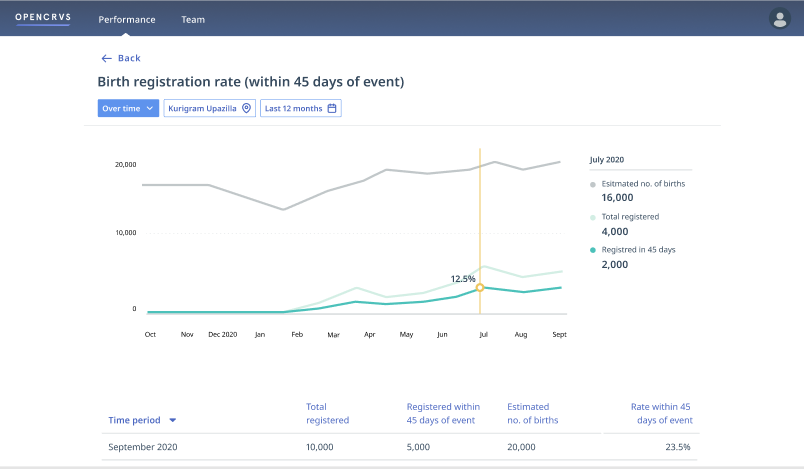 OPENCRVS
Performance
Team
Back
Birth registration rate (within 45 days of event)
Over time
Kurigram Upazilla
Last 12 months
20,000
10,000
0
12.5%
Oct
Nov
Dec 2020
Jan
Feb
Mar
Apr
May
Jun
Jul
Aug
Sept
July 2020
Esitmated no. of births
16,000
Total registered
4,000
Registred in 45 days
2,000
Time period
Total
registered
Registered within
45 days of event
Estimated
no. of births
Rate within 45
days of event
September 2020
10,000
5,000
20,000
23.5%